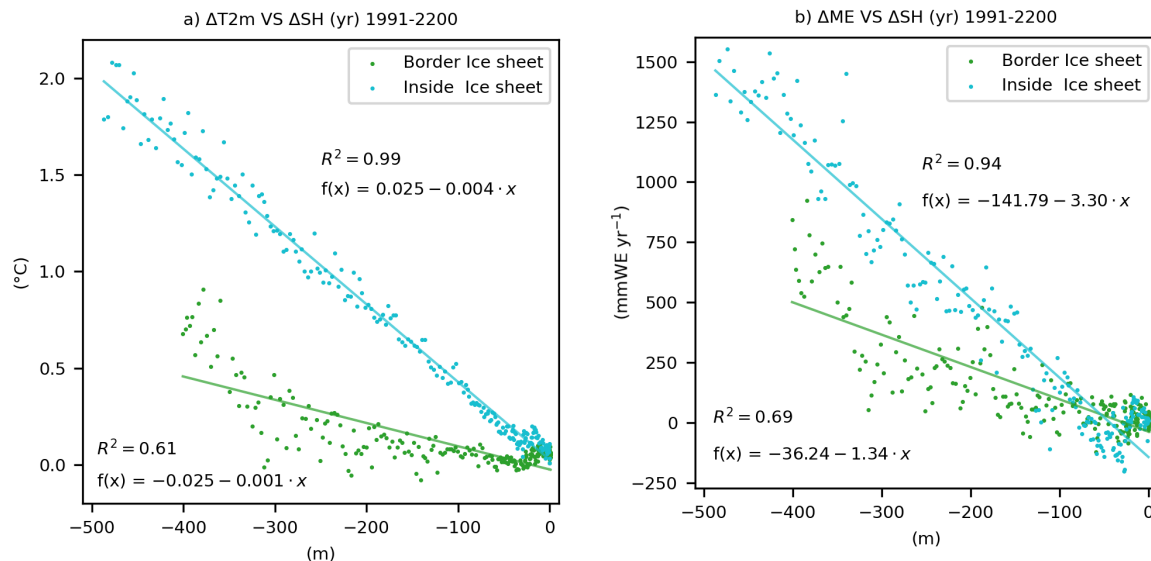 a) ΔT2m VS ΔSH (yr) 1991-2200
2.0
1.5
1.0
0.5
0.0
(°C)
−500
−400
−300
−200
−100
0
(m)
Border Ice sheet
Inside  Ice sheet
R² = 0.99
f(x) = 0.025 − 0.004 · x
R² = 0.61
f(x) = −0.025 − 0.001 · x
b) ΔME VS ΔSH (yr) 1991-2200
1500
1250
1000
750
500
250
0
−250
(mmWE yr⁻¹)
−500
−400
−300
−200
−100
0
(m)
Border Ice sheet
Inside  Ice sheet
R² = 0.94
f(x) = −141.79 − 3.30 · x
R² = 0.69
f(x) = −36.24 − 1.34 · x